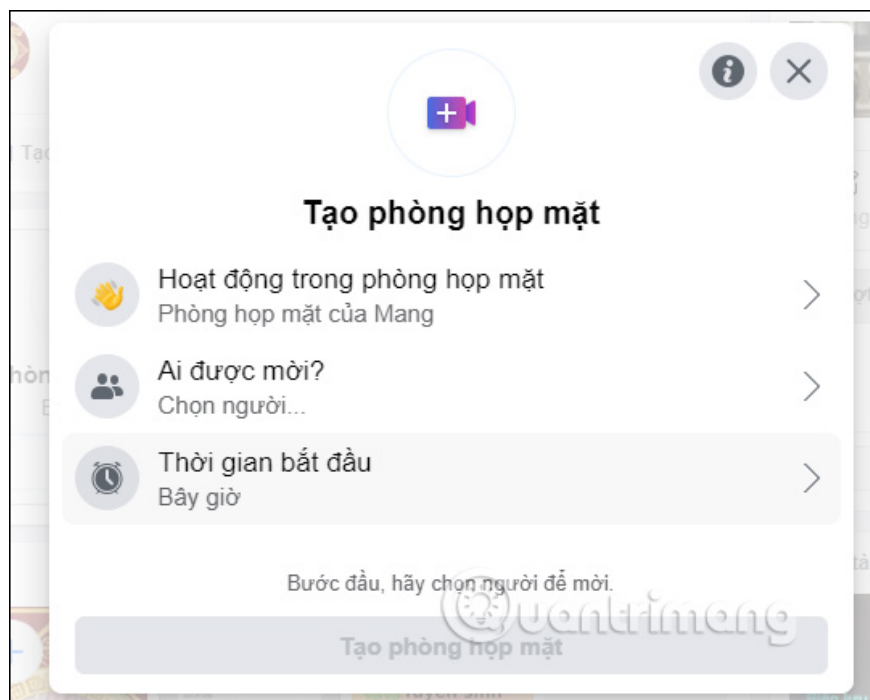 Tạo phòng họp mặt
Hoạt động trong phòng họp mặt
Phòng họp mặt của Mang
Ai được mời?
Chọn người...
Thời gian bắt đầu
Bây giờ
Bước đầu, hãy chọn người để mời.
Quantrimang
Tạo phòng họp mặt